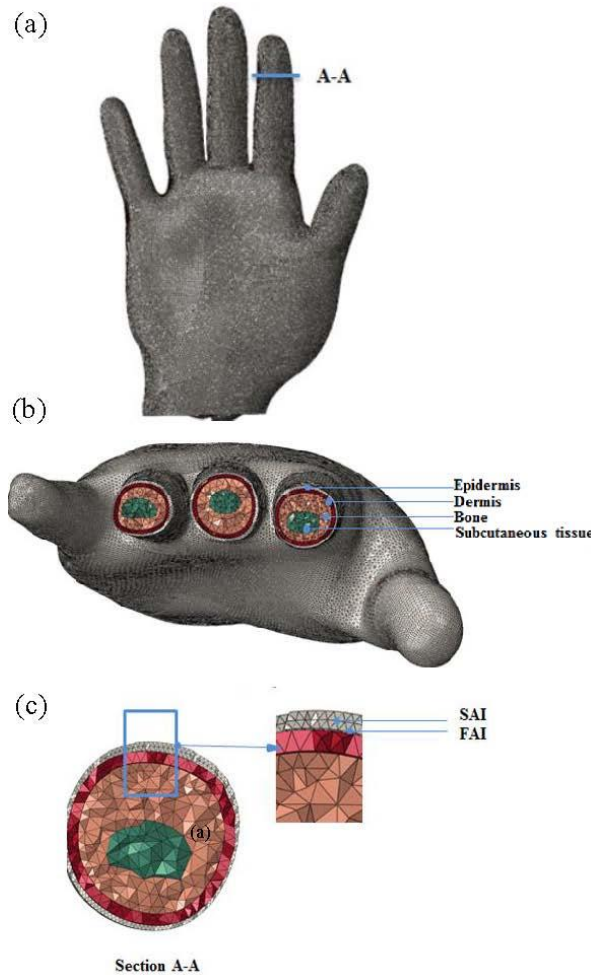 (a)
A-A
(b)
Epidermis
Dermis
Bone
Subcutaneous tissue
(c)
SAI
FAI
(a)
Section A-A